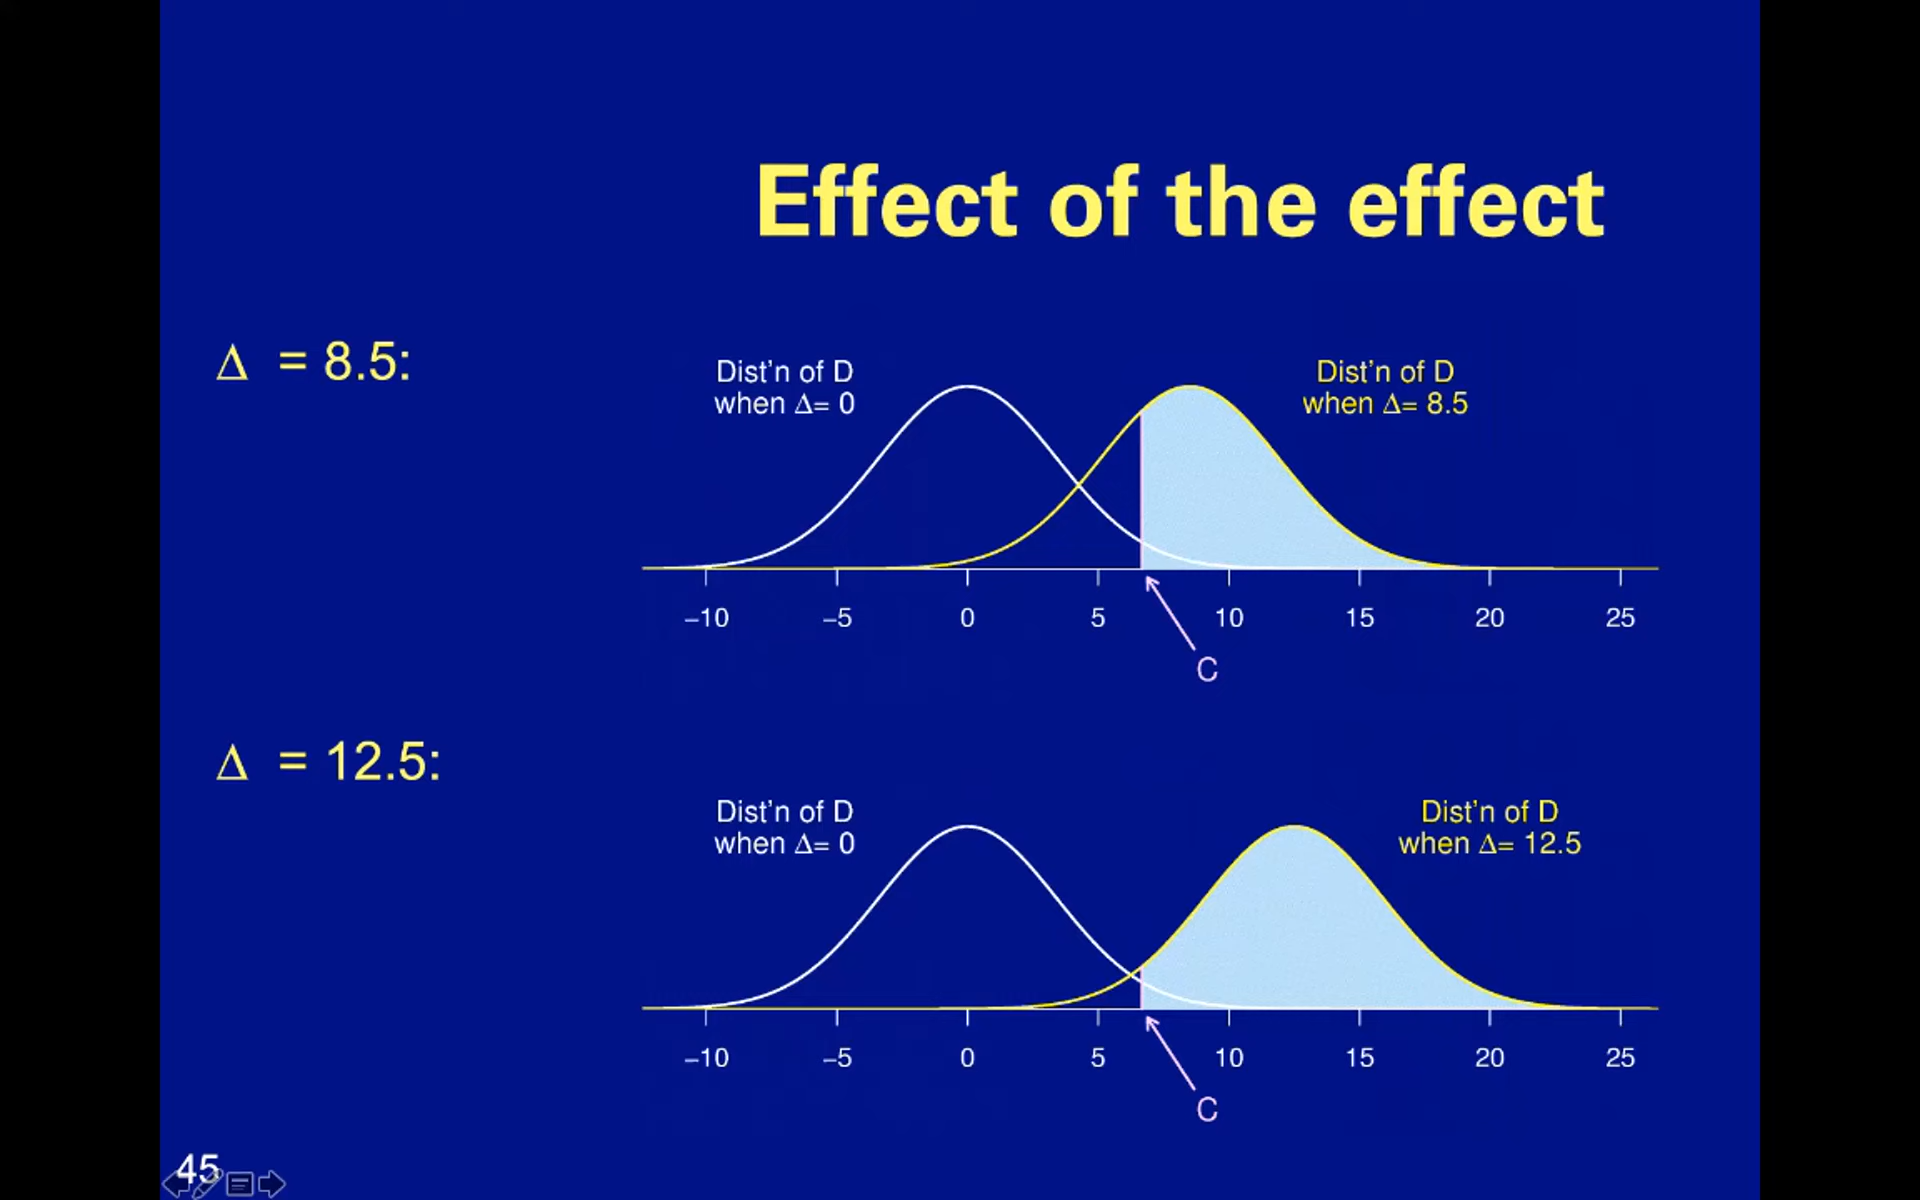 Effect of the effect
Δ = 8.5:
Dist’n of D
when Δ= 0
Dist’n of D
when Δ= 8.5
−10 −5 0 5 10 15 20 25
C
Δ = 12.5:
Dist’n of D
when Δ= 0
Dist’n of D
when Δ= 12.5
−10 −5 0 5 10 15 20 25
C
45